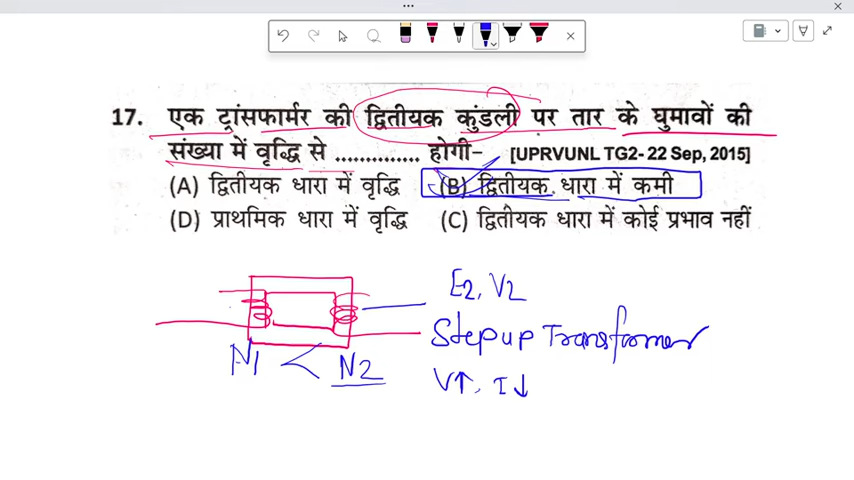 17. एक ट्रांसफार्मर की द्वितीयक कुंडली पर तार के घुमावों की
संख्या में वृद्धि से .............. होगी– [UPRVUNL TG2- 22 Sep, 2015]
(A) द्वितीयक धारा में वृद्धि (B) द्वितीयक धारा में कमी
(D) प्राथमिक धारा में वृद्धि (C) द्वितीयक धारा में कोई प्रभाव नहीं
E2, V2
Stepup Transformer
N1 < N2
V↑, I↓